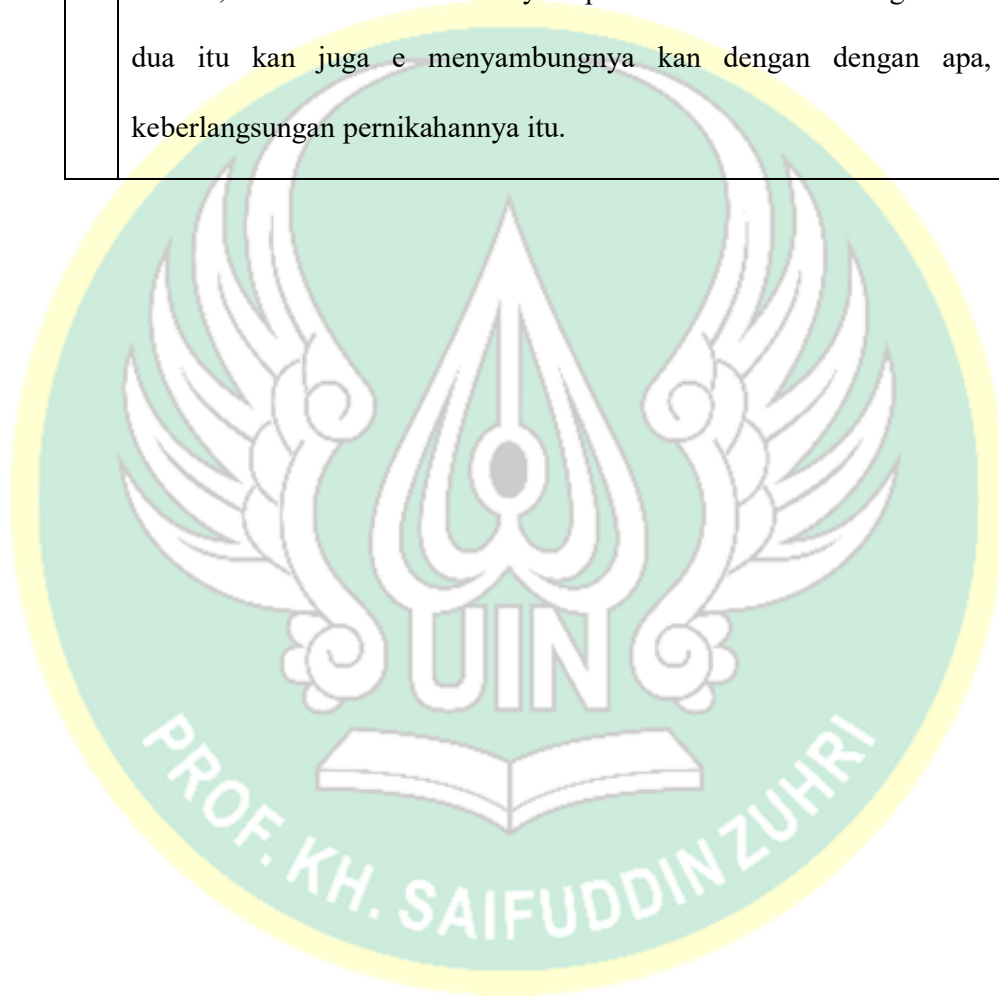 dua itu kan juga e menyambungnya kan dengan dengan apa,
keberlangsungan pernikahannya itu.
UIN
PROF. KH. SAIFUDDIN ZUHRI